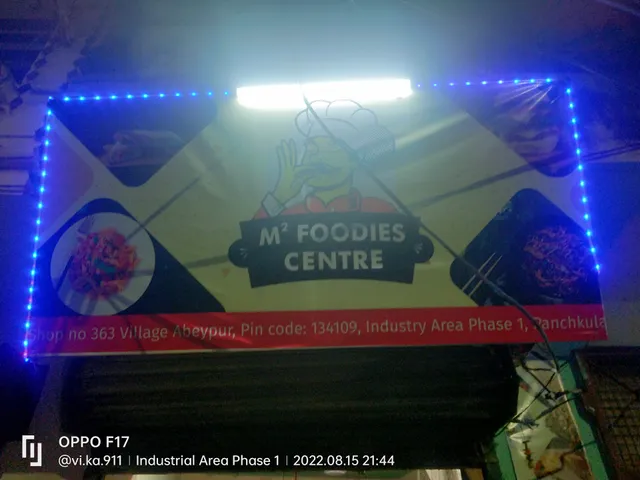 M² FOODIES
CENTRE
Shop no 363 Village Abeypur, Pin code: 134109, Industry Area Phase 1, Panchkula
OPPO F17
@vi.ka.911 | Industrial Area Phase 1 | 2022.08.15 21:44